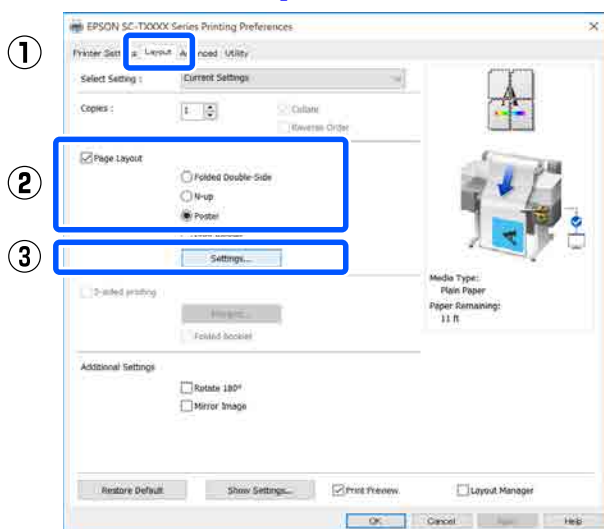 EPSON SC-TXXXX Series Printing Preferences
①
Layout
Utility
Select Setting :
Current Settings
Copies :
1
Collate
Reverse Order
②
Page Layout
Folded Double-Side
N-up
Poster
③
Settings...
Media Type:
Plain Paper
Paper Remaining:
11 ft
2-sided printing
Folded booklet
Additional Settings
Rotate 180°
Mirror Image
Restore Default
Show Settings...
Print Preview
Layout Manager
OK
Cancel
Help